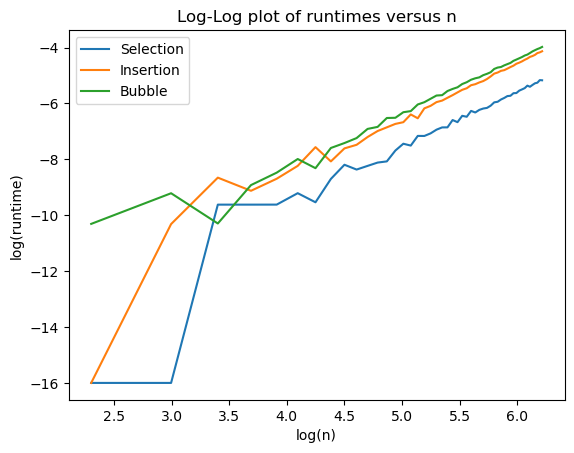 Log-Log plot of runtimes versus n
Selection
Insertion
Bubble
log(runtime)
−4
−6
−8
−10
−12
−14
−16
2.5 3.0 3.5 4.0 4.5 5.0 5.5 6.0
log(n)